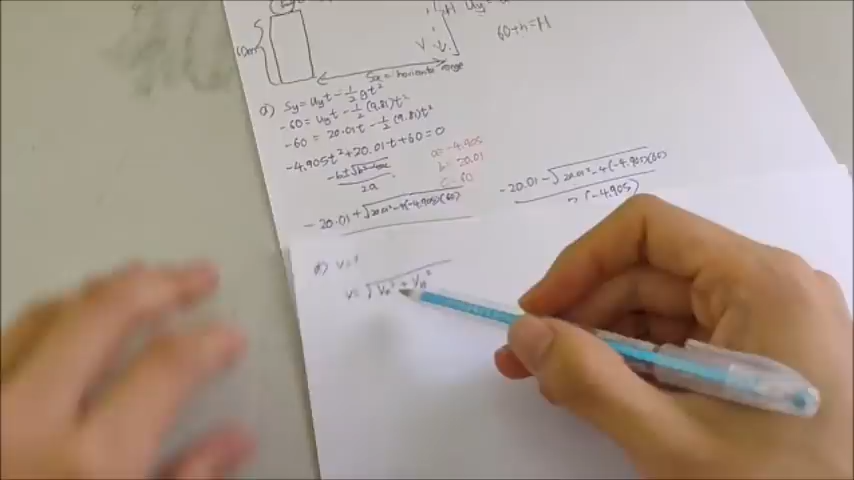 60+h=H
Sx = horizontal range
a) Sy=Uyt-½gt²
-60=Uyt-½(9.81)t²
-60=20.01t-½(9.81)t²
-4.905t²+20.01t+60=0
-b±√b²-4ac
2a
a=-4.905
b=20.01
c=60
-20.01+√20.01²-4(-4.905)(60)
-20.01-√20.01²-4(-4.905)(60)
2(-4.905)
v=?
v=√Vx²+Vy²